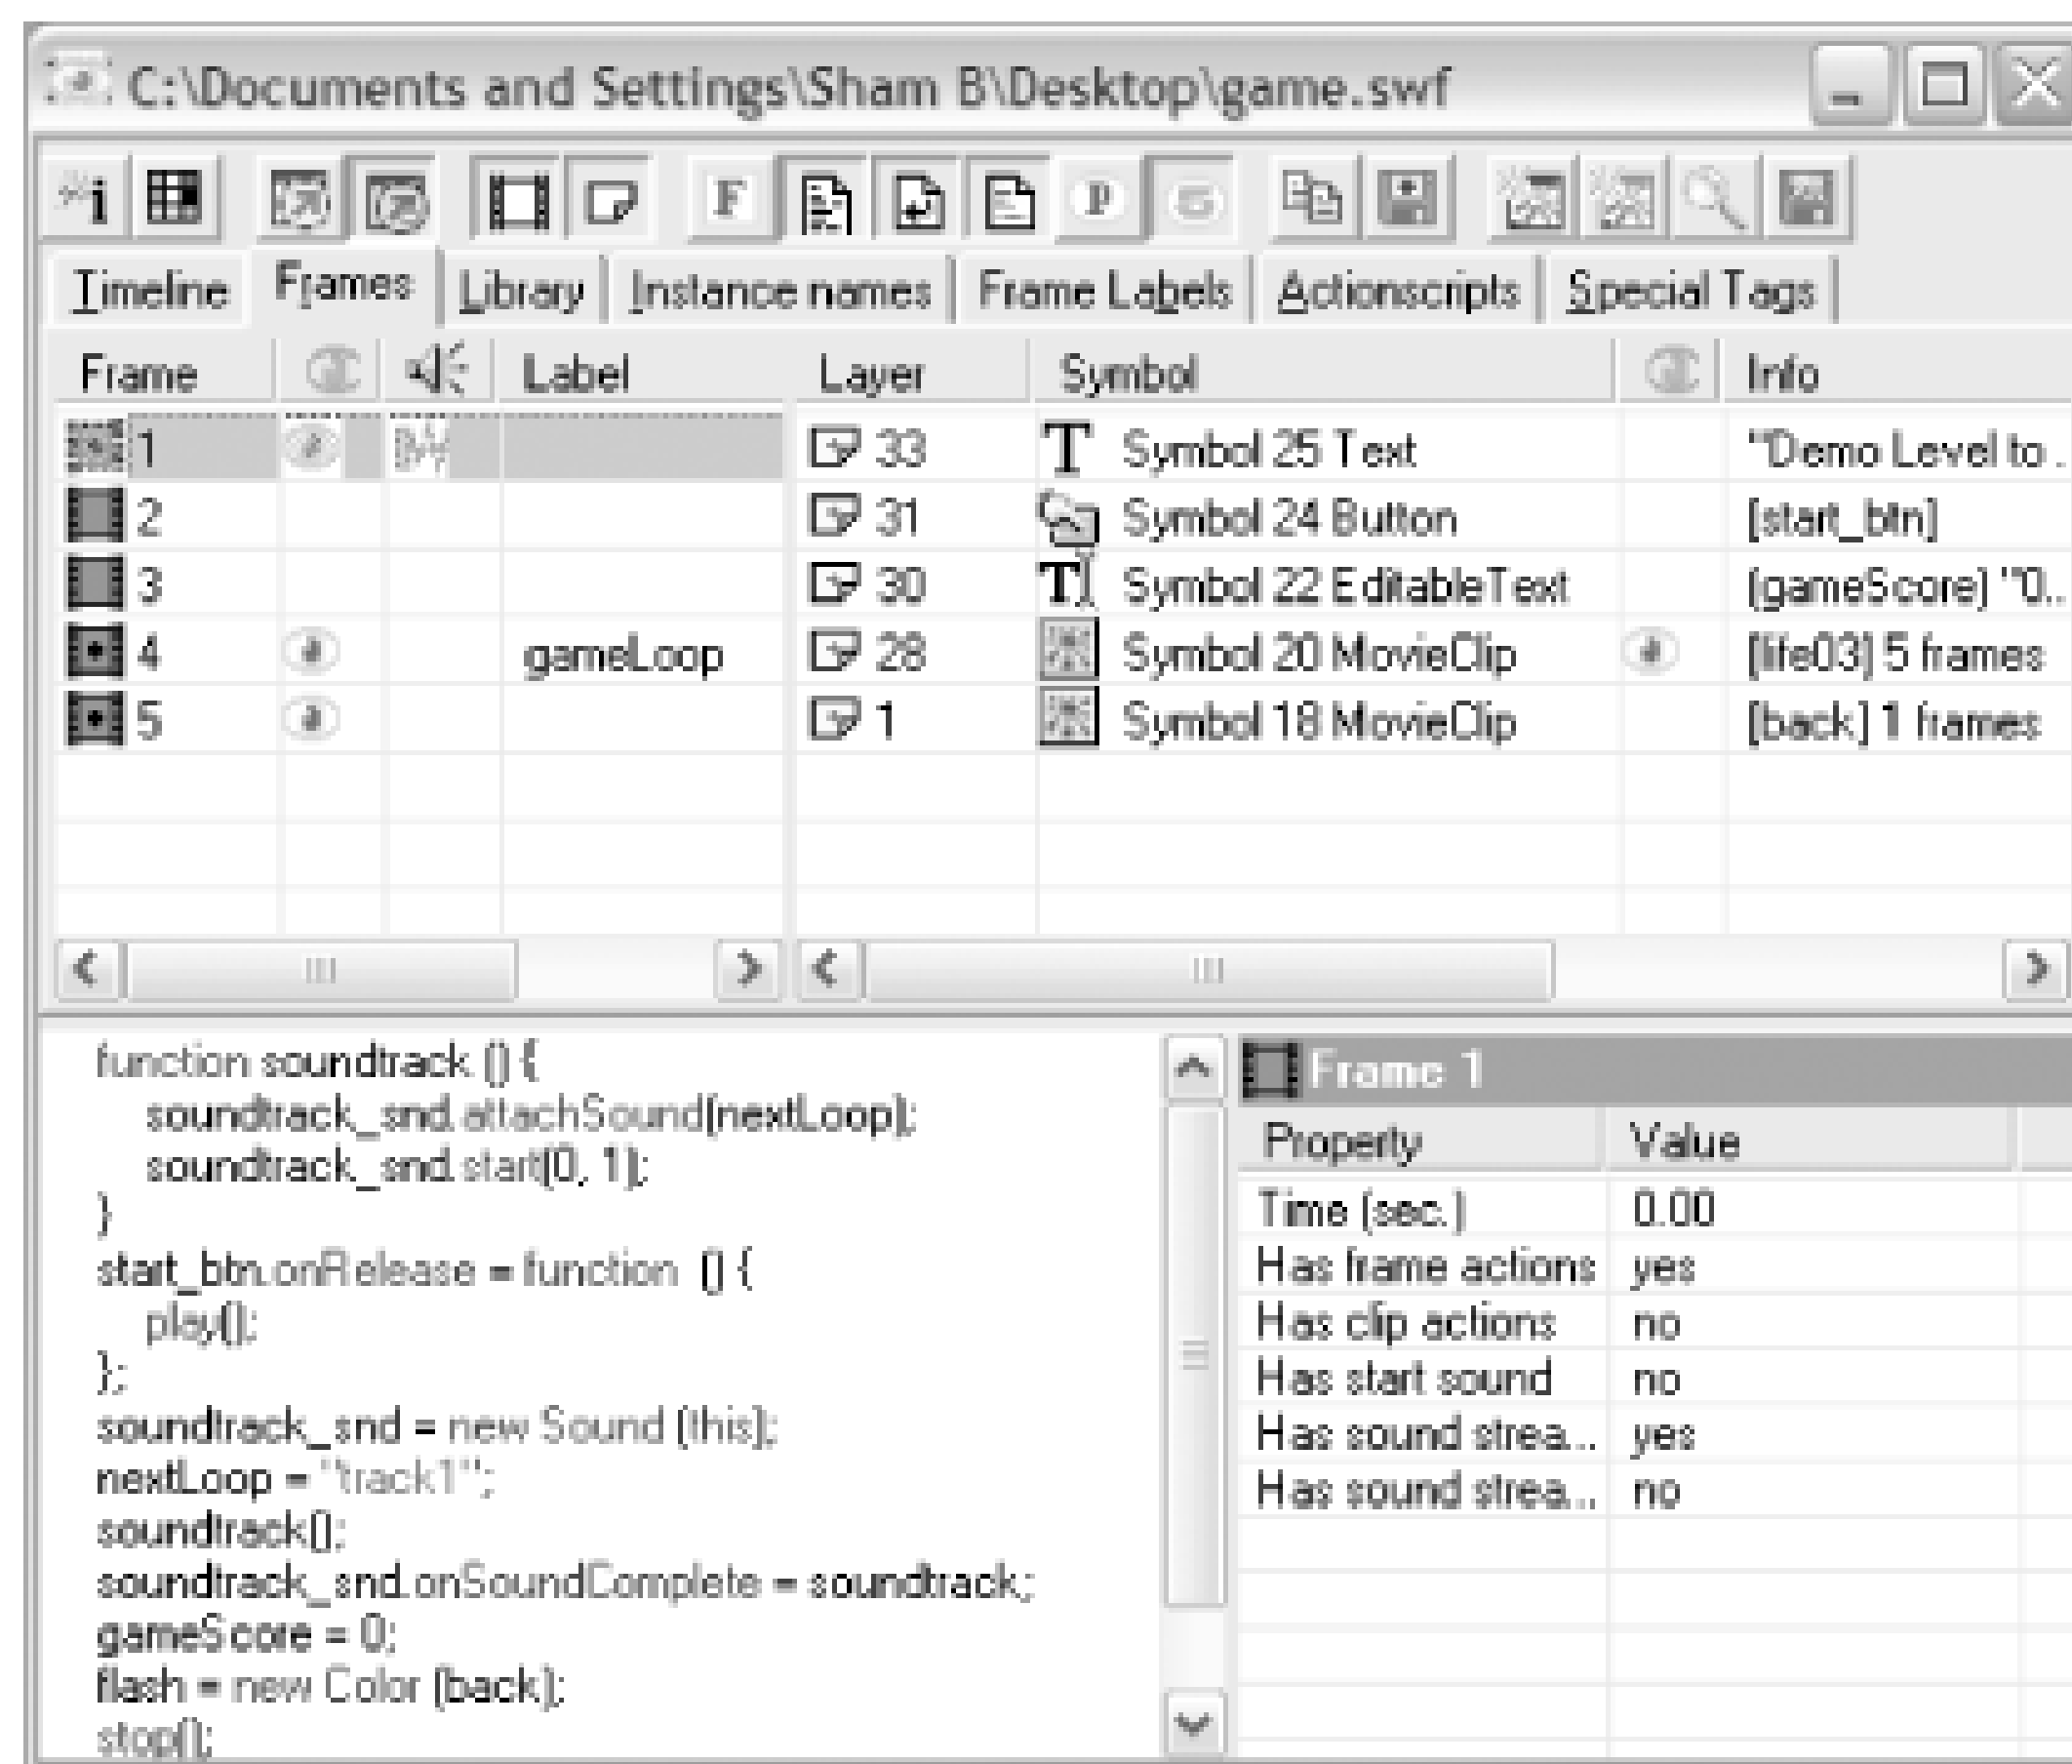 C:\Documents and Settings\Sham B\Desktop\game.swf
Timeline Frames Library Instance names Frame Labels Actionscripts Special Tags
Frame Label Layer Symbol Info
1 33 Symbol 25 Text "Demo Level to ..
2 31 Symbol 24 Button [start_btn]
3 30 Symbol 22 EditableText (gameScore) "0..
4 gameLoop 28 Symbol 20 MovieClip [life03] 5 frames
5 1 Symbol 18 MovieClip [back] 1 frames
function soundtrack () {
soundtrack_snd.attachSound(nextLoop);
soundtrack_snd.start(0, 1);
}
start_btn.onRelease = function () {
play();
};
soundtrack_snd = new Sound (this);
nextLoop = "track1";
soundtrack();
soundtrack_snd.onSoundComplete = soundtrack;
gameScore = 0;
flash = new Color (back);
stop();
Frame 1
Property Value
Time (sec.) 0.00
Has frame actions yes
Has clip actions no
Has start sound no
Has sound strea... yes
Has sound strea... no